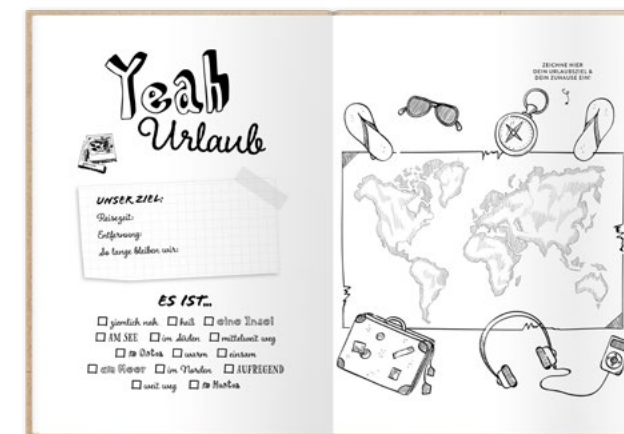 Yeah
Urlaub
UNSER ZIEL:
Reisezeit:
Entfernung:
So lange bleiben wir:
ES IST...
ziemlich nah heiß eine Insel
AM SEE im Süden mittelweit weg
im Osten warm einsam
am Meer im Norden AUFREGEND
weit weg im Westen
ZEICHNE HIER
DEIN URLAUBSZIEL &
DEIN ZUHAUSE EIN!